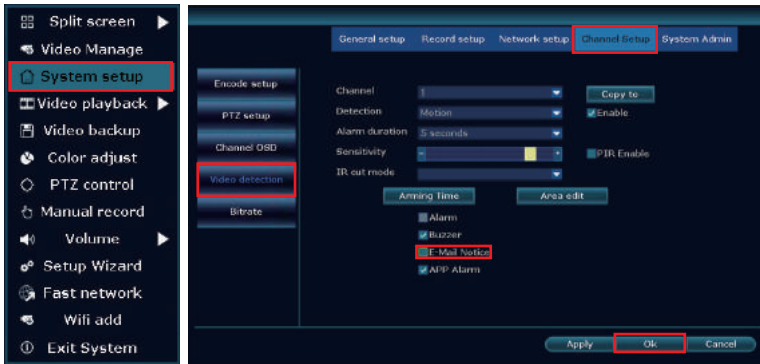 Split screen
Video Manage
System setup
Video playback
Video backup
Color adjust
PTZ control
Manual record
Volume
Setup Wizard
Fast network
Wifi add
Exit System
General setup Record setup Network setup Channel Setup System Admin
Encode setup
PTZ setup
Channel OSD
Video detection
Bitrate
Channel 1 Copy to
Detection Motion Enable
Alarm duration 5 seconds
Sensitivity - + PIR Enable
IR cut mode
Arming Time Area edit
Alarm
Buzzer
E-Mail Notice
APP Alarm
Apply Ok Cancel